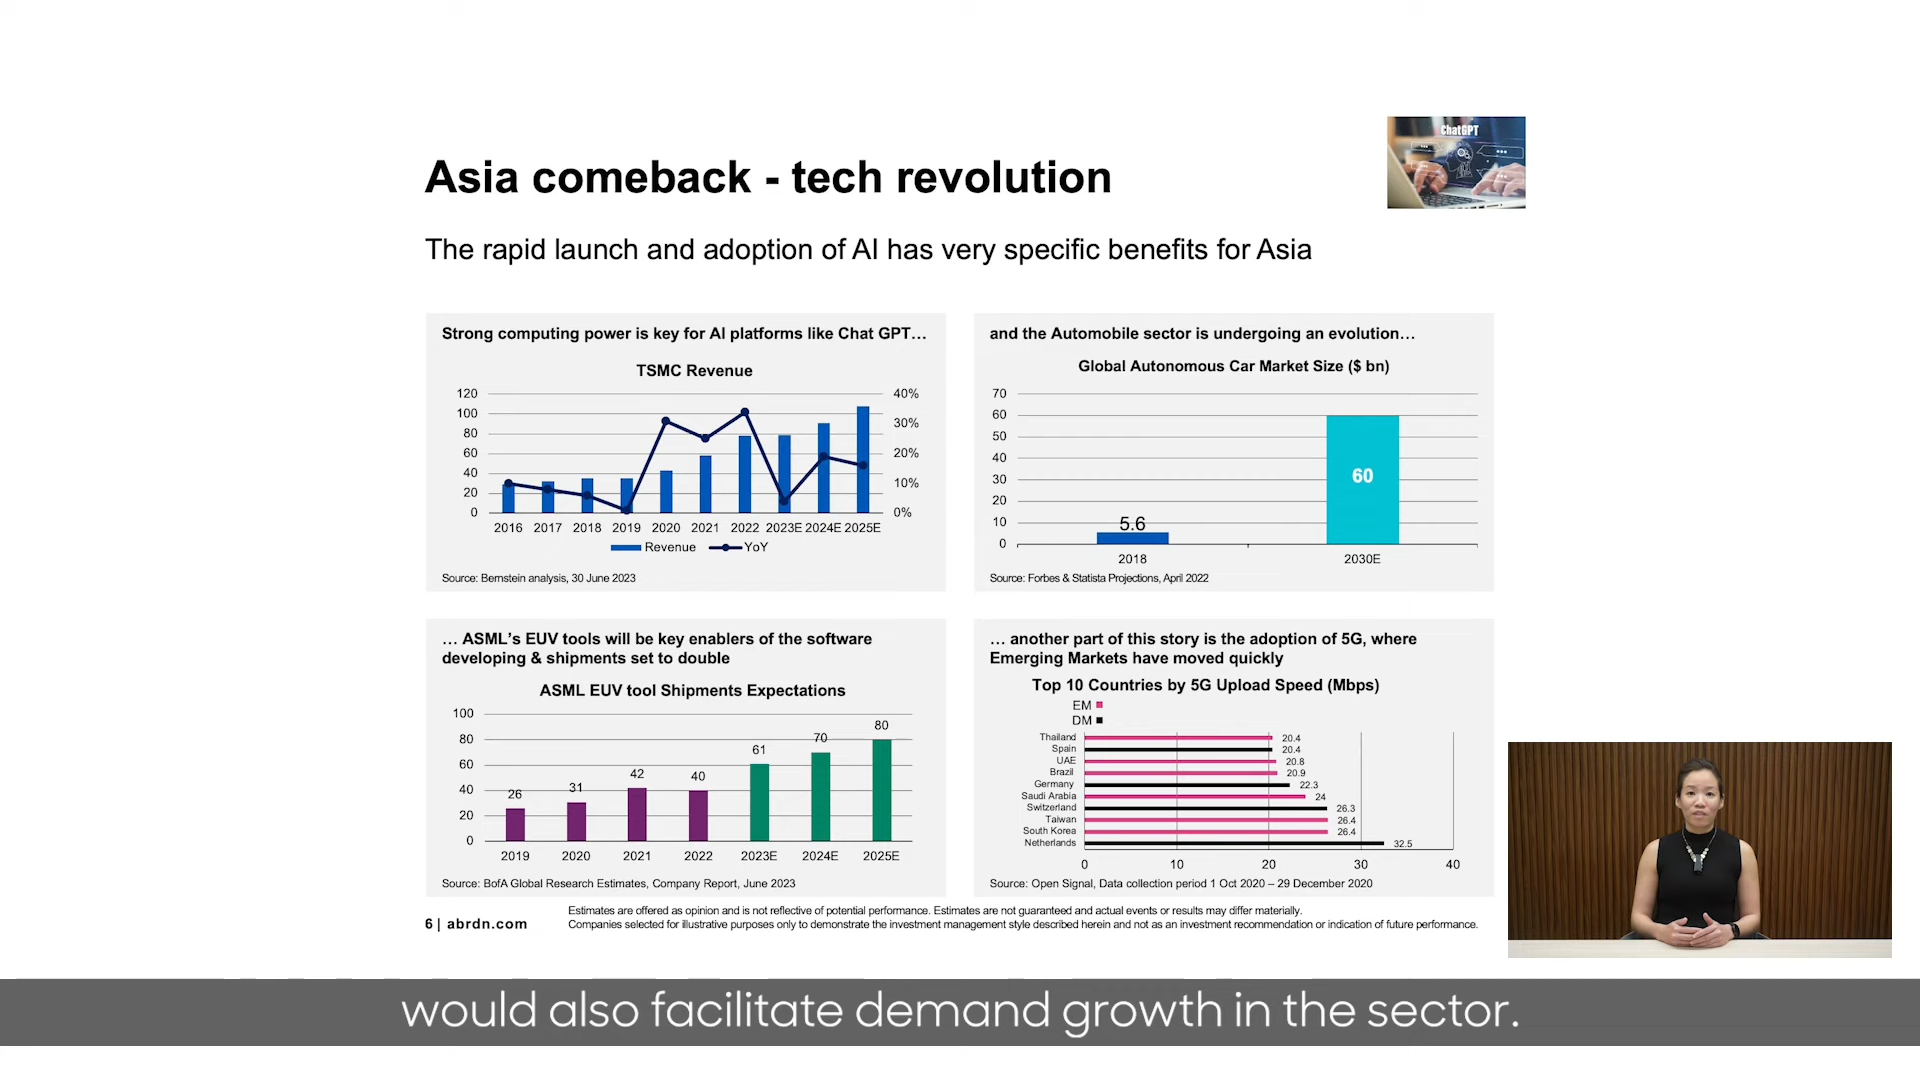 ChatGPT
Asia comeback - tech revolution
The rapid launch and adoption of AI has very specific benefits for Asia
Strong computing power is key for AI platforms like Chat GPT…
TSMC Revenue
120
100
80
60
40
20
0
40%
30%
20%
10%
0%
2016 2017 2018 2019 2020 2021 2022 2023E 2024E 2025E
Revenue YoY
Source: Bernstein analysis, 30 June 2023
and the Automobile sector is undergoing an evolution…
Global Autonomous Car Market Size ($ bn)
70
60
50
40
30
20
10
0
5.6
60
2018 2030E
Source: Forbes & Statista Projections, April 2022
… ASML’s EUV tools will be key enablers of the software
developing & shipments set to double
ASML EUV tool Shipments Expectations
100
80
60
40
20
0
26 31 42 40 61 70 80
2019 2020 2021 2022 2023E 2024E 2025E
Source: BofA Global Research Estimates, Company Report, June 2023
… another part of this story is the adoption of 5G, where
Emerging Markets have moved quickly
Top 10 Countries by 5G Upload Speed (Mbps)
EM
DM
Thailand 20.4
Spain 20.4
UAE 20.8
Brazil 20.9
Germany 22.3
Saudi Arabia 24
Switzerland 26.3
Taiwan 26.4
South Korea 26.4
Netherlands 32.5
0 10 20 30 40
Source: Open Signal, Data collection period 1 Oct 2020 – 29 December 2020
6 | abrdn.com
Estimates are offered as opinion and is not reflective of potential performance. Estimates are not guaranteed and actual events or results may differ materially.
Companies selected for illustrative purposes only to demonstrate the investment management style described herein and not as an investment recommendation or indication of future performance.
would also facilitate demand growth in the sector.